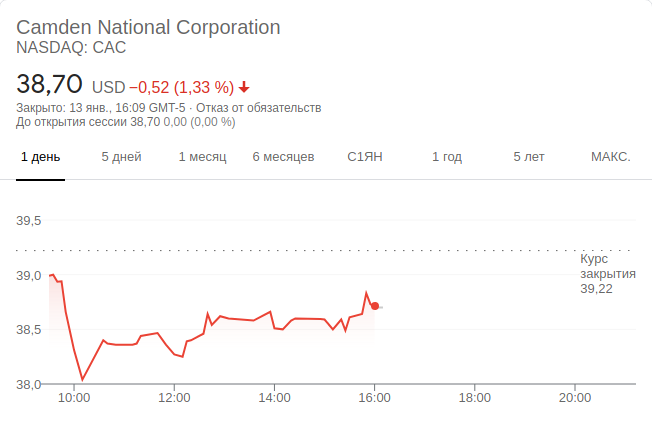 Camden National Corporation
NASDAQ: CAC
38,70 USD −0,52 (1,33 %)
Закрыто: 13 янв., 16:09 GMT-5 · Отказ от обязательств
До открытия сессии 38,70 0,00 (0,00 %)
1 день 5 дней 1 месяц 6 месяцев С1ЯН 1 год 5 лет МАКС.
39,5
Курс
закрытия
39,22
39,0
38,5
38,0
10:00 12:00 14:00 16:00 18:00 20:00